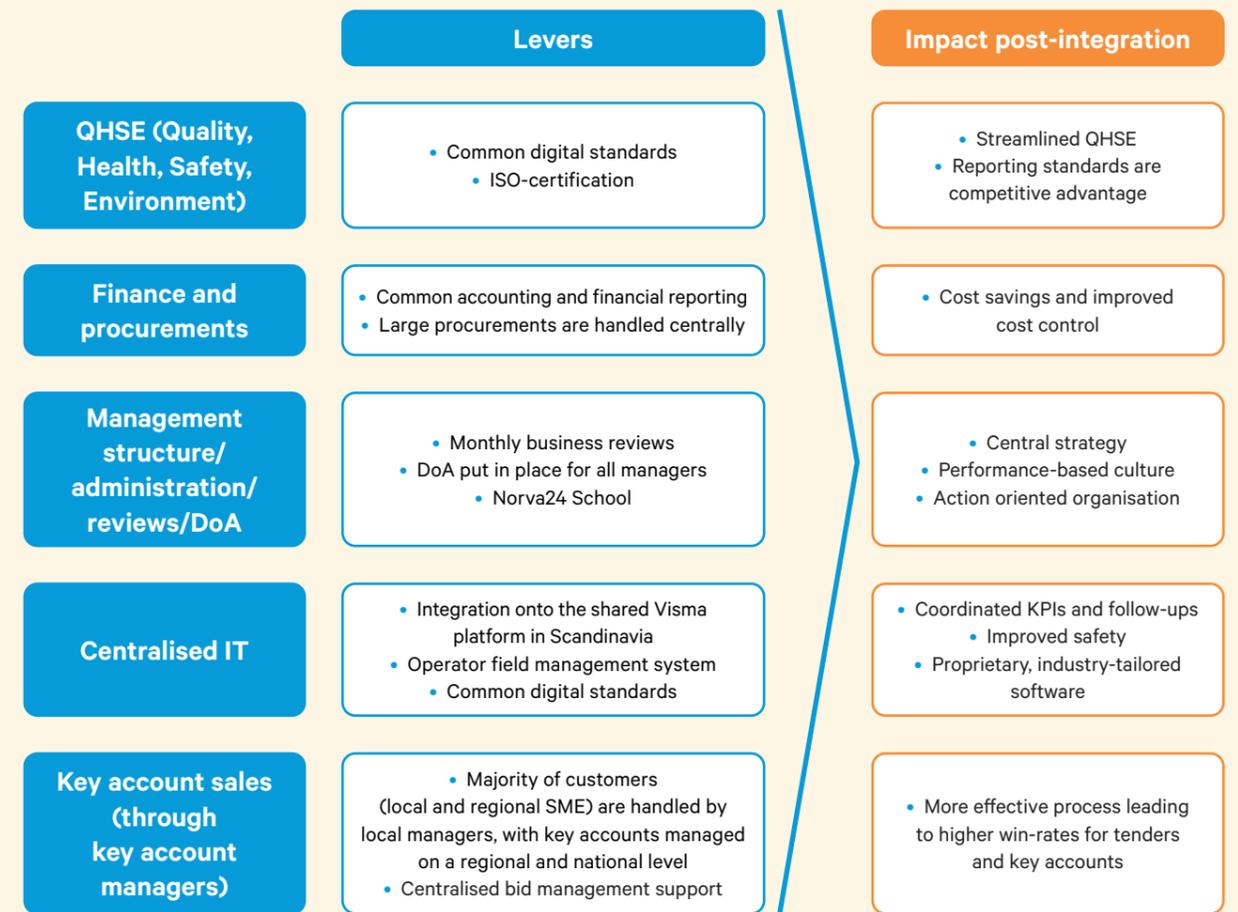 Levers
Impact post-integration
QHSE (Quality,
Health, Safety,
Environment)
• Common digital standards
• ISO-certification
• Streamlined QHSE
• Reporting standards are
competitive advantage
Finance and
procurements
• Common accounting and financial reporting
• Large procurements are handled centrally
• Cost savings and improved
cost control
Management
structure/
administration/
reviews/DoA
• Monthly business reviews
• DoA put in place for all managers
• Norva24 School
• Central strategy
• Performance-based culture
• Action oriented organisation
Centralised IT
• Integration onto the shared Visma
platform in Scandinavia
• Operator field management system
• Common digital standards
• Coordinated KPIs and follow-ups
• Improved safety
• Proprietary, industry-tailored
software
Key account sales
(through
key account
managers)
• Majority of customers
(local and regional SME) are handled by
local managers, with key accounts managed
on a regional and national level
• Centralised bid management support
• More effective process leading
to higher win-rates for tenders
and key accounts